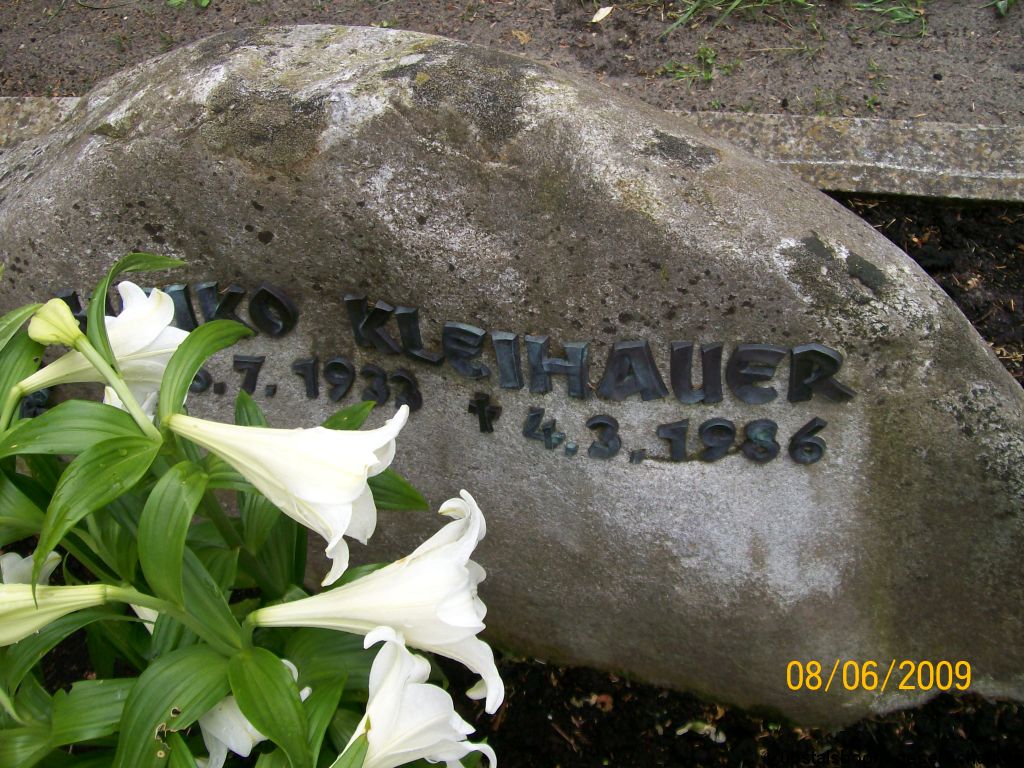 KLEIHAUER
.7. 1933 † 4.3.1986
08/06/2009